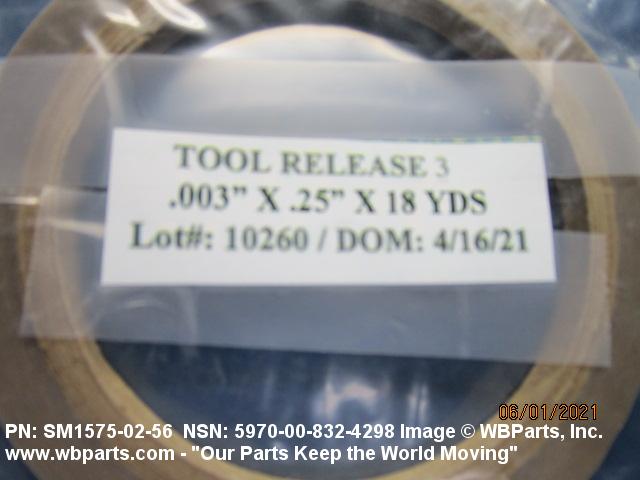 TOOL RELEASE 3
.003” X .25” X 18 YDS
Lot#: 10260 / DOM: 4/16/21
06/01/2021
PN: SM1575-02-56 NSN: 5970-00-832-4298 Image © WBParts, Inc.
www.wbparts.com - "Our Parts Keep the World Moving"